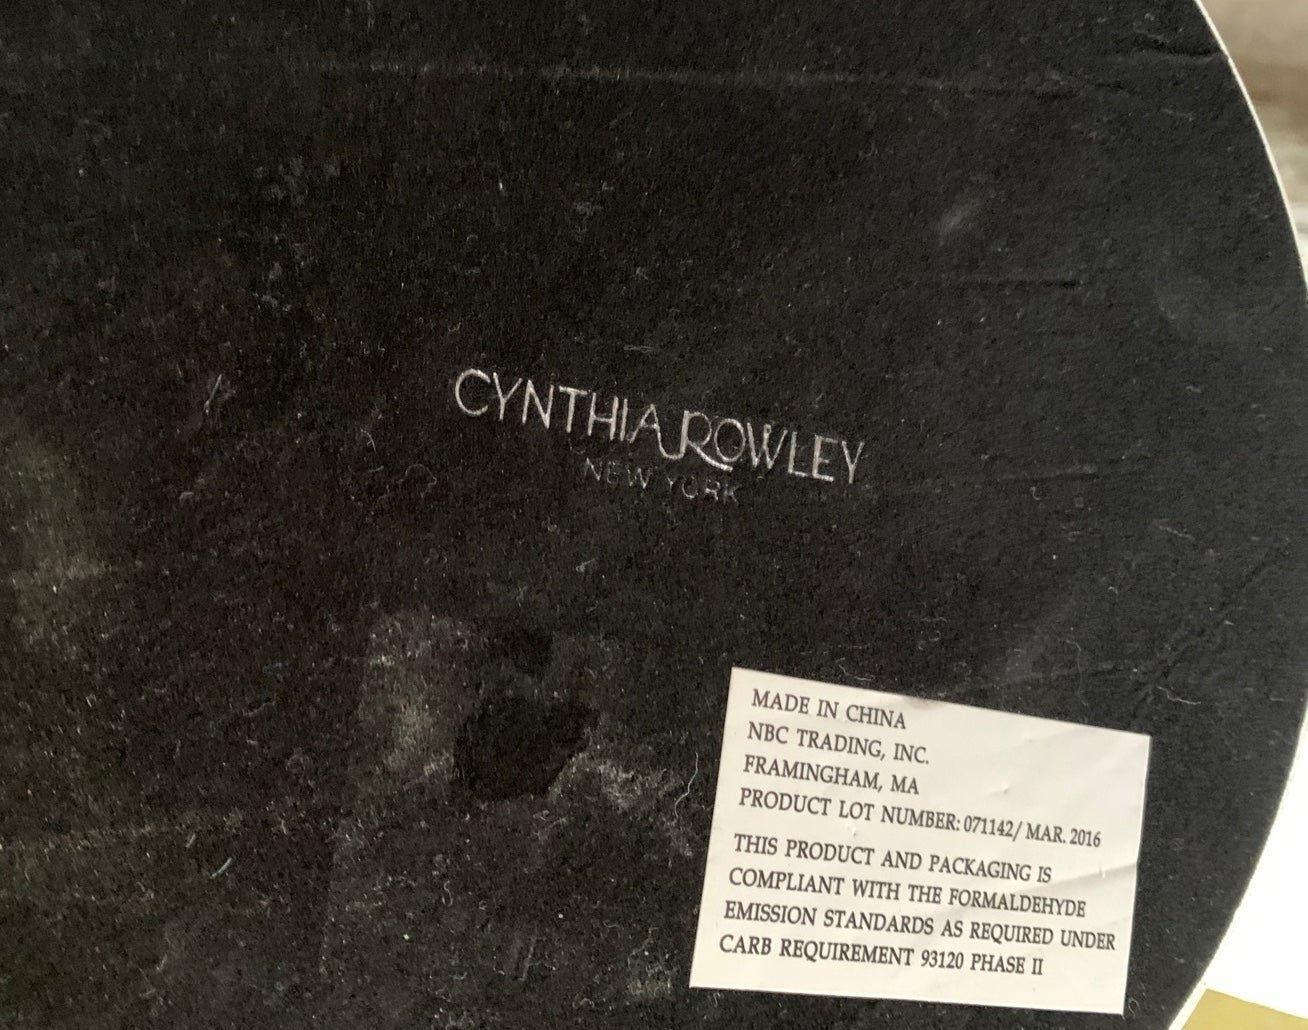 CYNTHIA ROWLEY
NEW YORK
MADE IN CHINA
NBC TRADING, INC.
FRAMINGHAM, MA
PRODUCT LOT NUMBER: 071142/ MAR. 2016
THIS PRODUCT AND PACKAGING IS
COMPLIANT WITH THE FORMALDEHYDE
EMISSION STANDARDS AS REQUIRED UNDER
CARB REQUIREMENT 93120 PHASE II